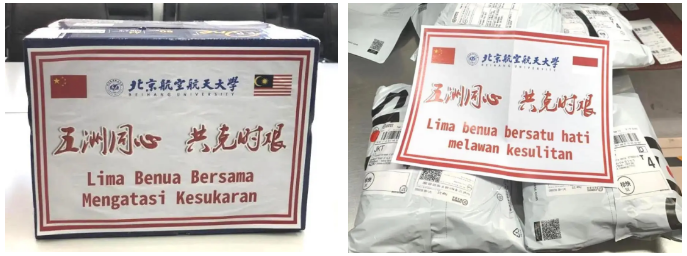 北京航空航天大学
BEIHANG UNIVERSITY
五洲同心 共克时艰
Lima Benua Bersama
Mengatasi Kesukaran
北京航空航天大学
BEIHANG UNIVERSITY
五洲同心 共克时艰
Lima benua bersatu hati
melawan kesulitan